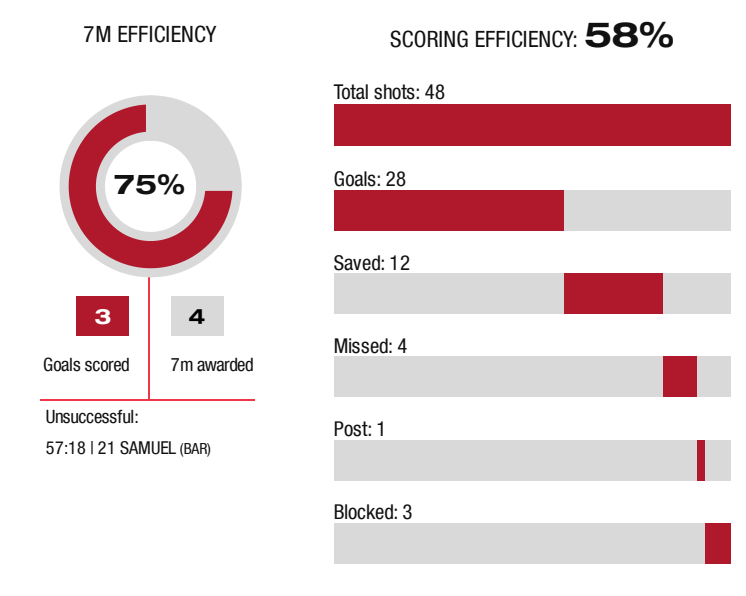 7M EFFICIENCY
75%
3
4
Goals scored
7m awarded
Unsuccessful:
57:18 | 21 SAMUEL (BAR)
SCORING EFFICIENCY: 58%
Total shots: 48
Goals: 28
Saved: 12
Missed: 4
Post: 1
Blocked: 3